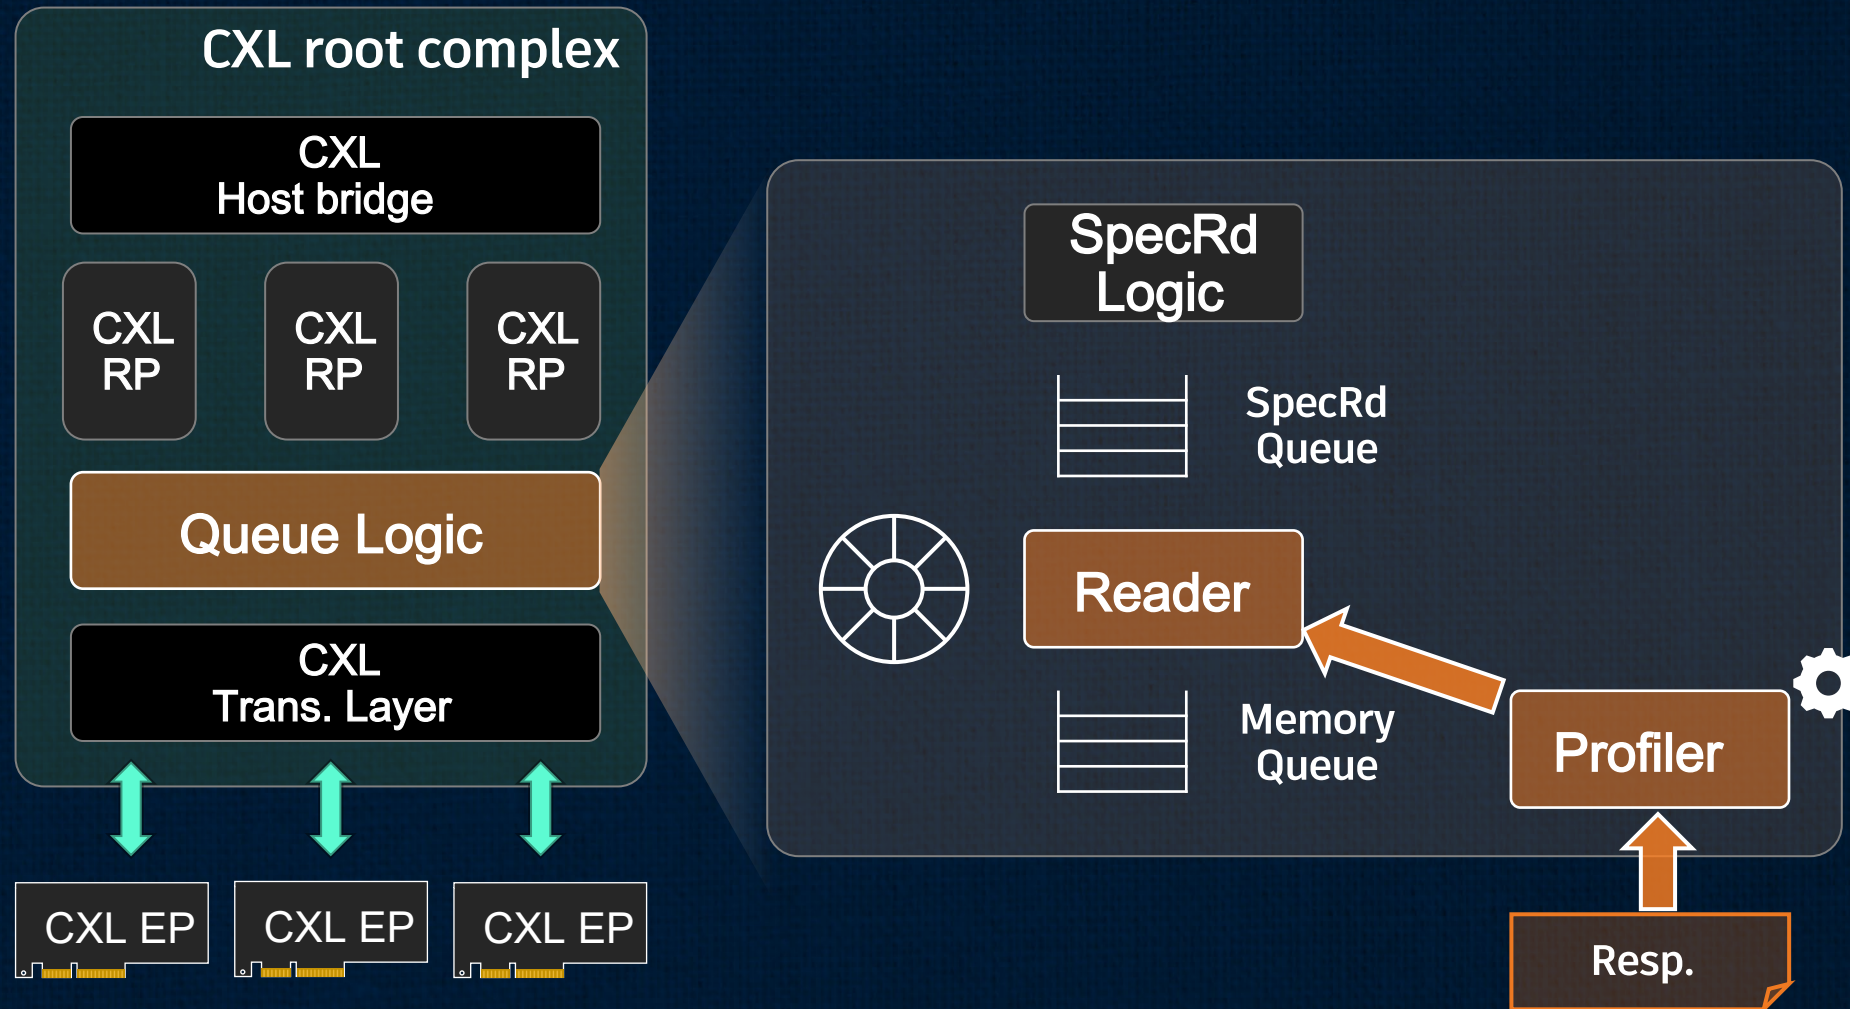 CXL root complex
CXL
Host bridge
CXL
RP
CXL
RP
CXL
RP
Queue Logic
CXL
Trans. Layer
CXL EP
CXL EP
CXL EP
SpecRd
Logic
SpecRd
Queue
Reader
Memory
Queue
Profiler
Resp.